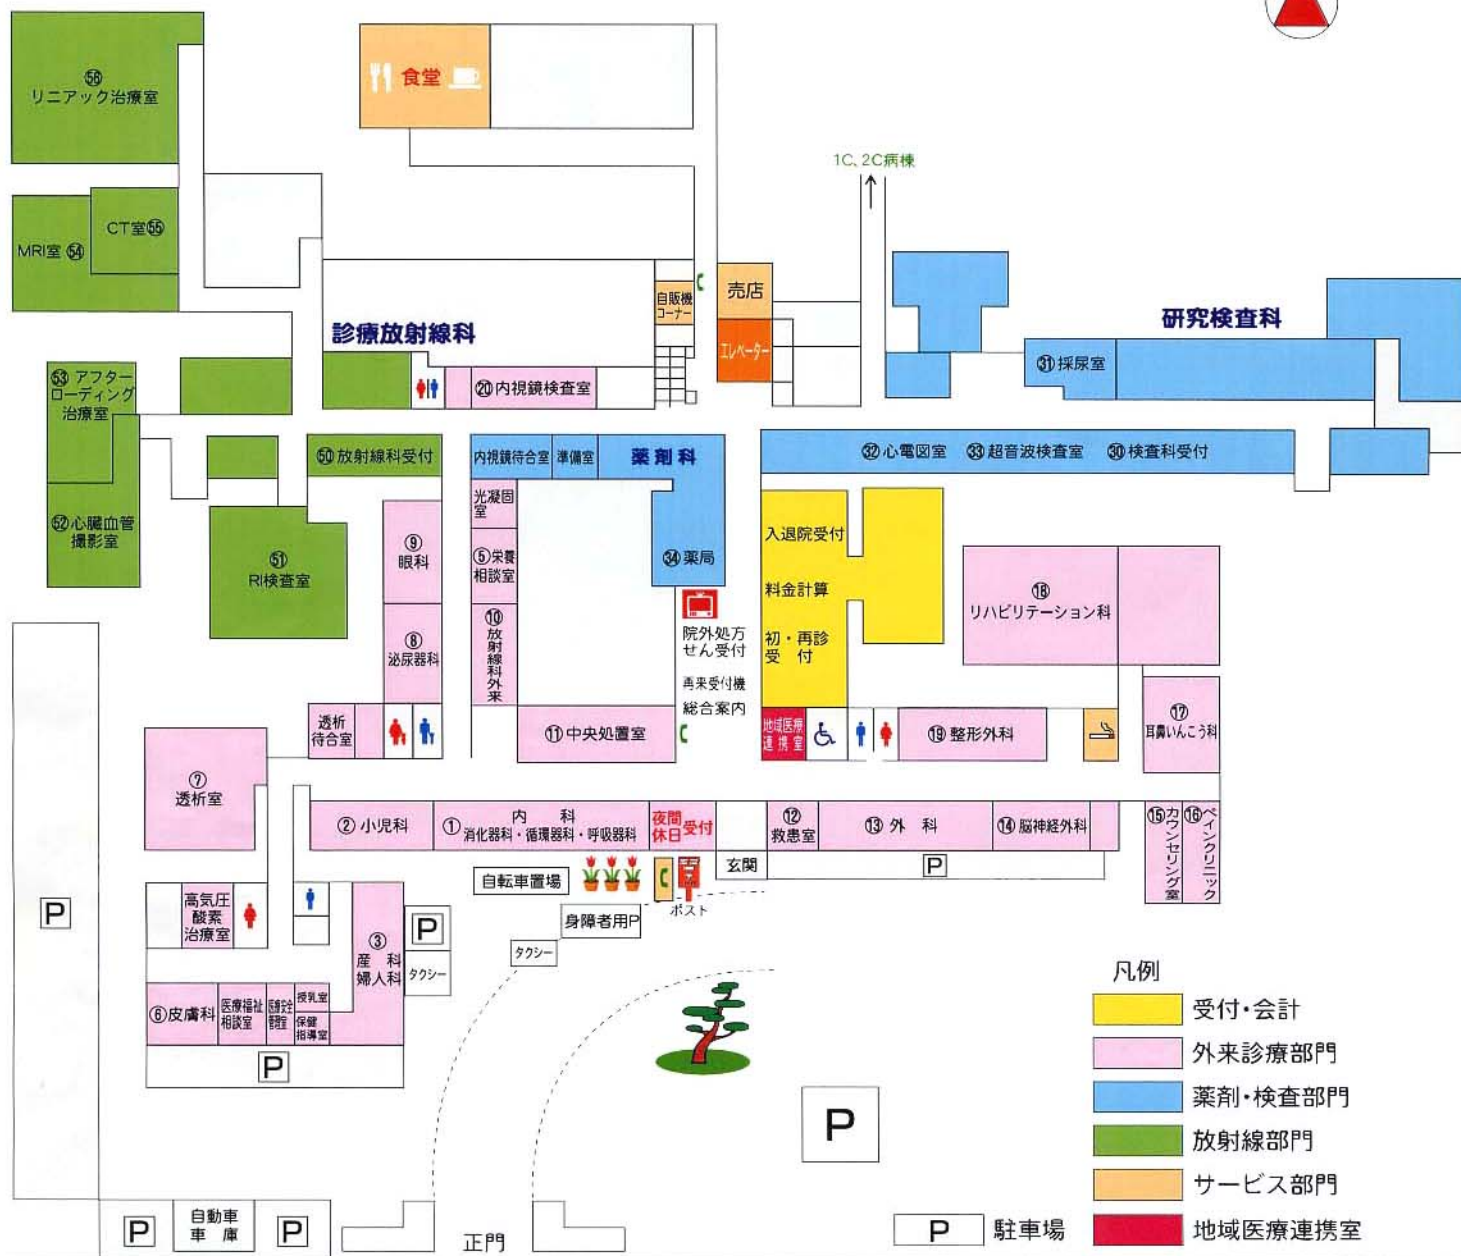 ㊽
リニアック治療室
食堂
1C、2C病棟
CT室㊺
MRI室 ㊹
自販機
コーナー
売店
エレベーター
診療放射線科
研究検査科
㉛採尿室
⑳内視鏡検査室
㊳ アフター
ローディング
治療室
㊿放射線科受付
内視鏡待合室
準備室
薬剤科
㉜心電図室
㉝超音波検査室
㉚検査科受付
光凝固
室
⑤栄養
相談室
⑩
放射線科外来
㉞薬局
入退院受付
料金計算
初・再診
受 付
52心臓血管
撮影室
51
RI検査室
⑨
眼科
⑧
泌尿器科
院外処方
せん受付
再来受付機
総合案内
⑱
リハビリテーション科
透析
待合室
⑪中央処置室
地域医療
連携室
⑲整形外科
⑰
耳鼻いんこう科
⑦
透析室
②小児科
①
内 科
消化器科・循環器科・呼吸器科
夜間
休日
受付
⑫
救患室
⑬外 科
⑭脳神経外科
⑮
カウンセリング室
⑯
ペインクリニック
玄関
P
自転車置場
ポスト
身障者用P
タクシー
P
高気圧
酸素
治療室
③
産 科
婦人科
P
タクシー
⑥皮膚科
医療福祉
相談室
医療安全
管理室
授乳室
保健
指導室
P
P
P
自動車
車 庫
P
正門
凡例
受付・会計
外来診療部門
薬剤・検査部門
放射線部門
サービス部門
地域医療連携室
P
駐車場